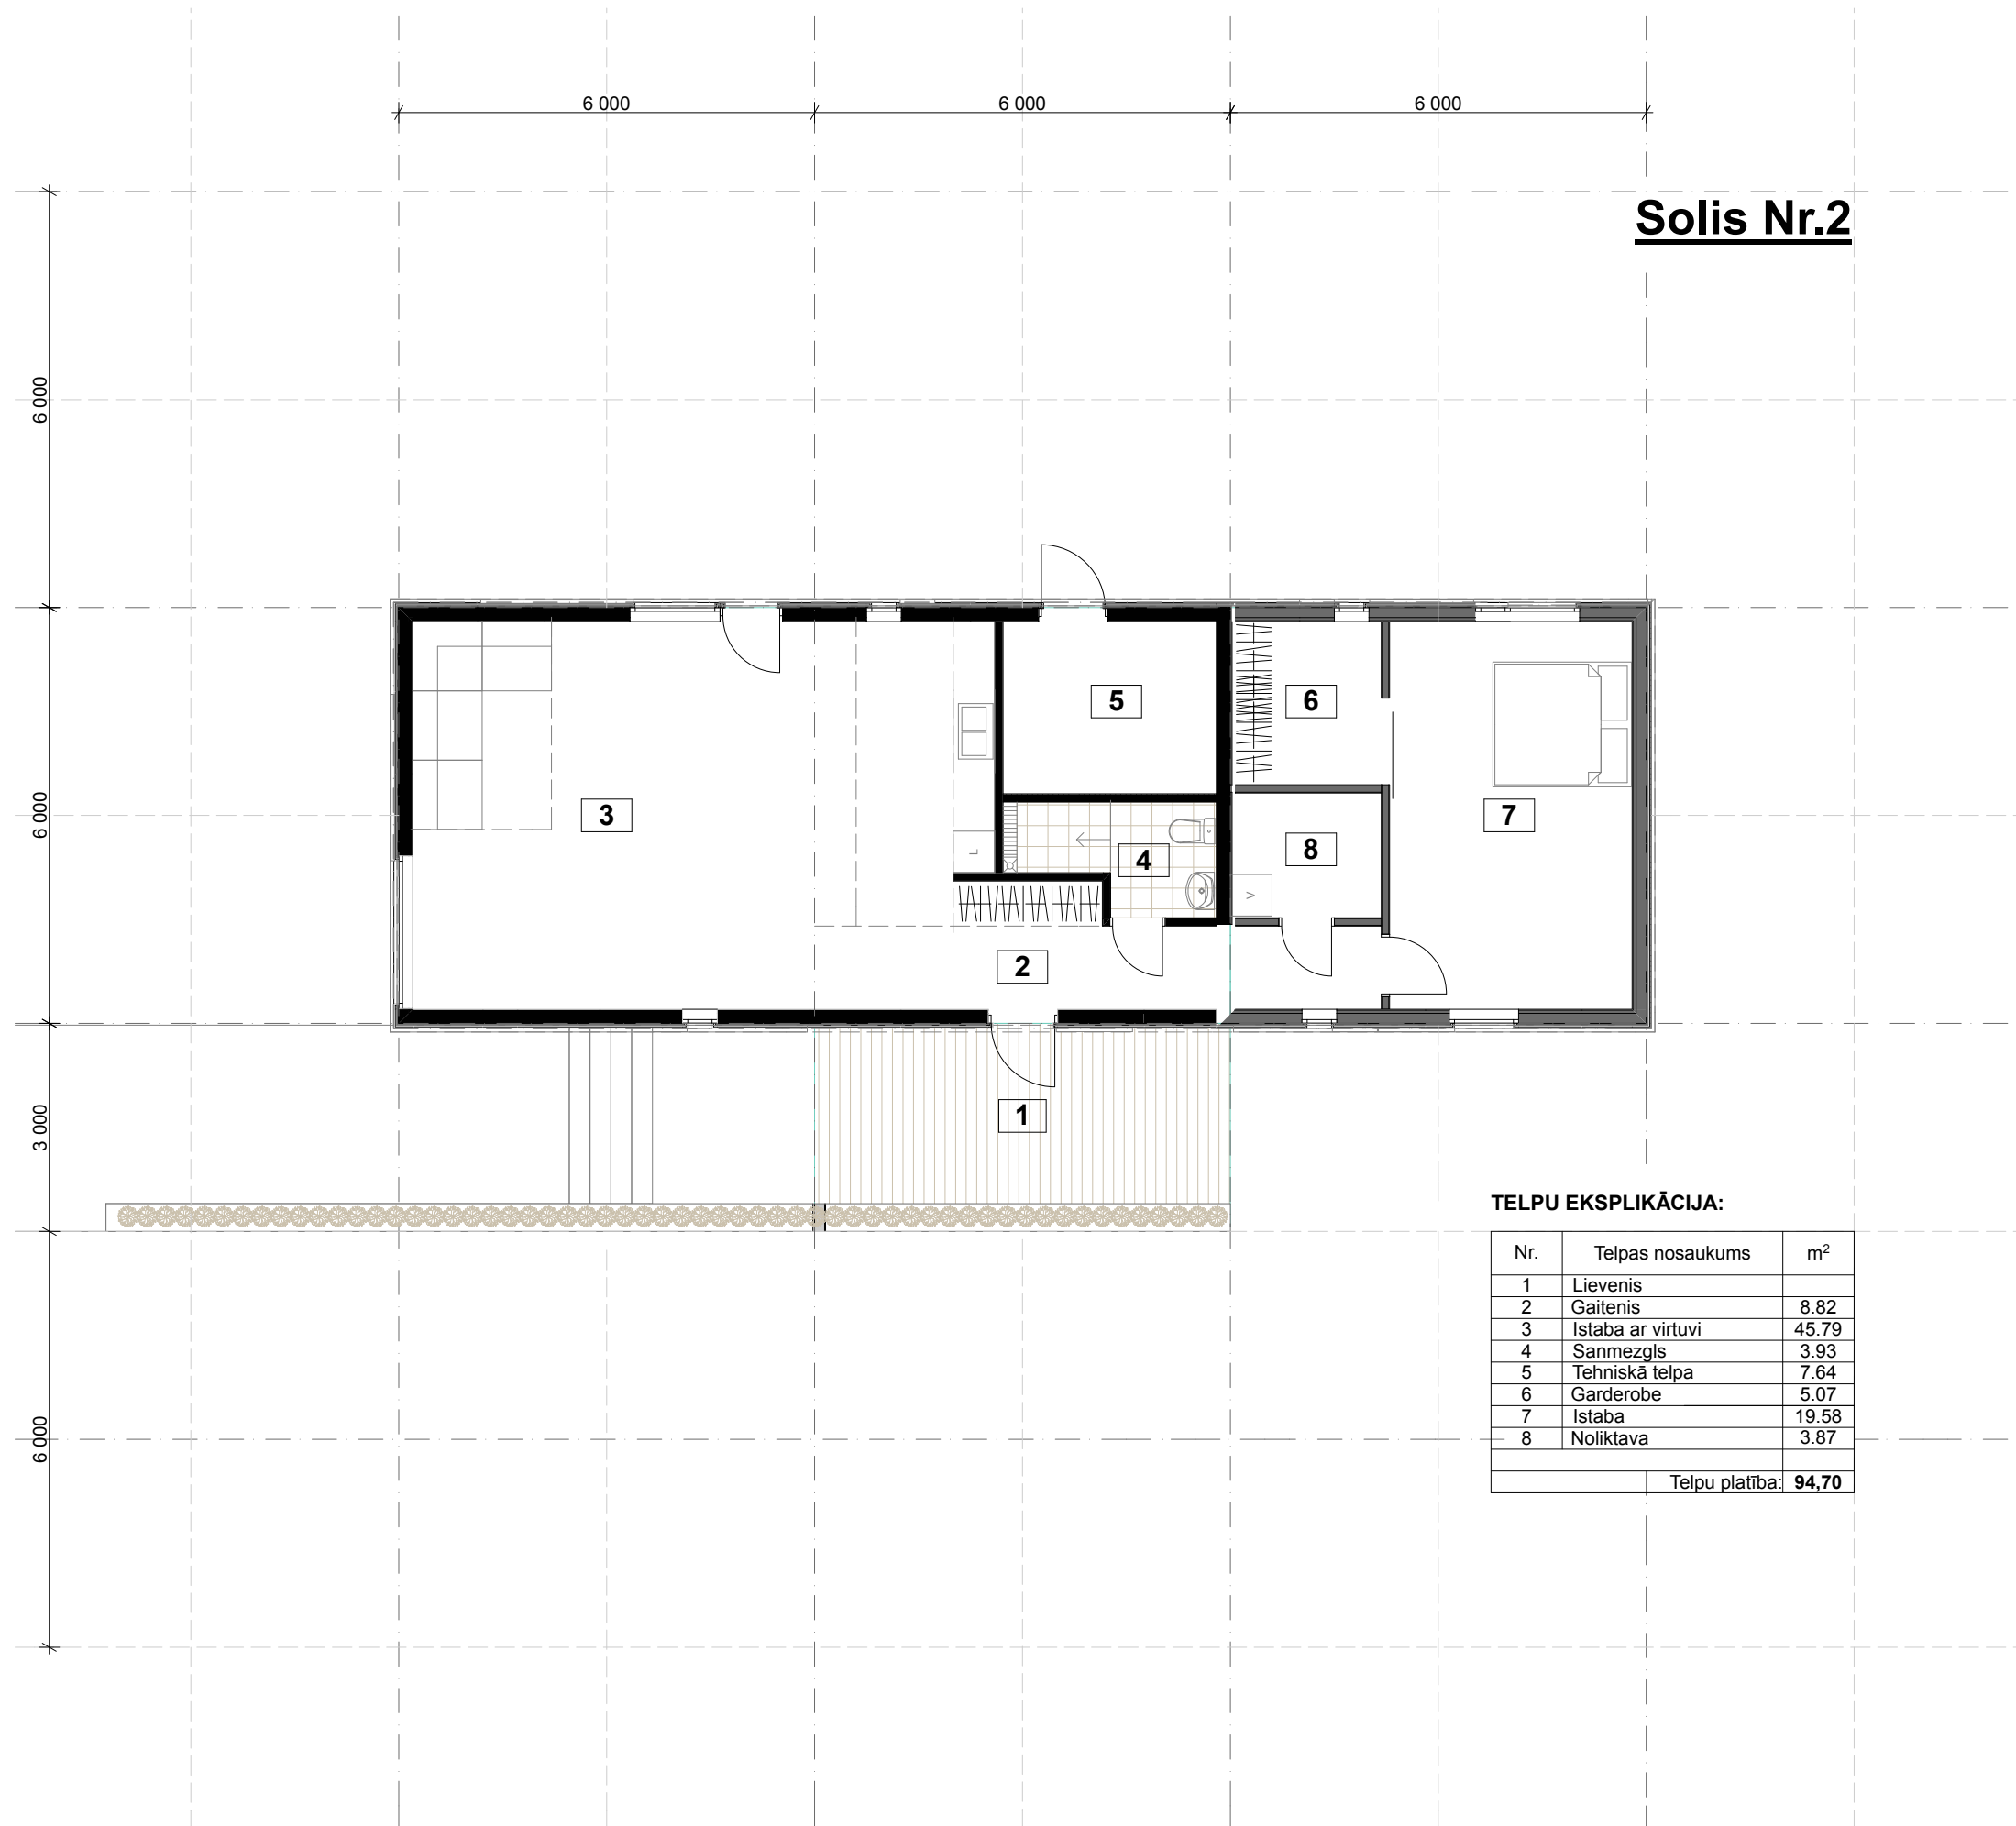 6 000
6 000
6 000
Solis Nr.2
6 000
5
6
6 000
3
7
8
4
L
V
2
3 000
1
TELPU EKSPLIKĀCIJA:
Nr. Telpas nosaukums m²
1 Lievenis
2 Gaitenis 8.82
3 Istaba ar virtuvi 45.79
4 Sanmezgls 3.93
5 Tehniskā telpa 7.64
6 Garderobe 5.07
7 Istaba 19.58
8 Noliktava 3.87
Telpu platība: 94,70
6 000